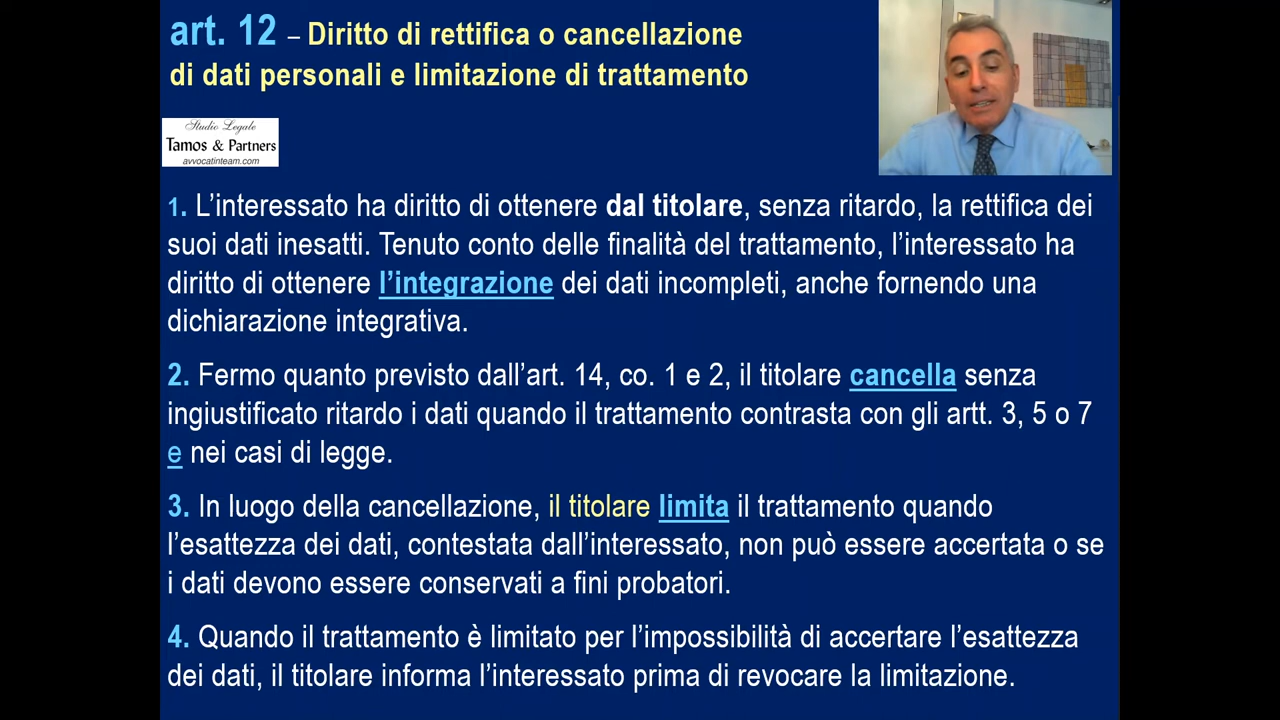 art. 12 – Diritto di rettifica o cancellazione
di dati personali e limitazione di trattamento
Studio Legale
Tamos & Partners
avvocatinteam.com
1. L’interessato ha diritto di ottenere dal titolare, senza ritardo, la rettifica dei
suoi dati inesatti. Tenuto conto delle finalità del trattamento, l’interessato ha
diritto di ottenere l’integrazione dei dati incompleti, anche fornendo una
dichiarazione integrativa.
2. Fermo quanto previsto dall’art. 14, co. 1 e 2, il titolare cancella senza
ingiustificato ritardo i dati quando il trattamento contrasta con gli artt. 3, 5 o 7
e nei casi di legge.
3. In luogo della cancellazione, il titolare limita il trattamento quando
l’esattezza dei dati, contestata dall’interessato, non può essere accertata o se
i dati devono essere conservati a fini probatori.
4. Quando il trattamento è limitato per l’impossibilità di accertare l’esattezza
dei dati, il titolare informa l’interessato prima di revocare la limitazione.